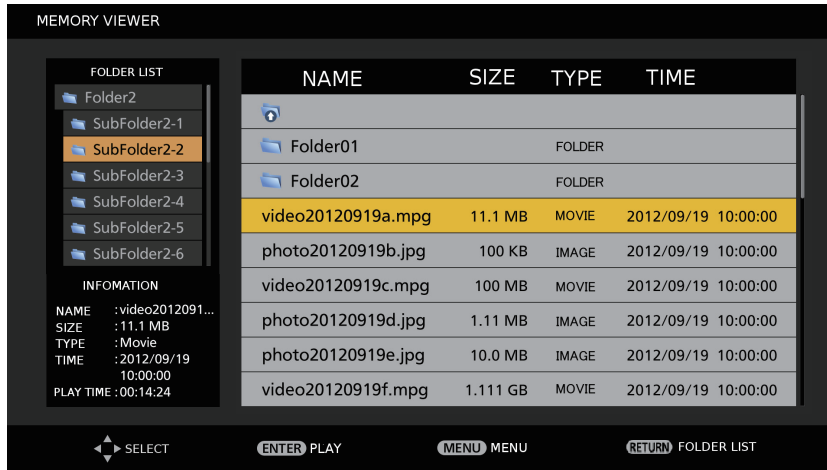 MEMORY VIEWER
FOLDER LIST
Folder2
SubFolder2-1
SubFolder2-2
SubFolder2-3
SubFolder2-4
SubFolder2-5
SubFolder2-6
INFOMATION
NAME :video2012091...
SIZE :11.1 MB
TYPE :Movie
TIME :2012/09/19
10:00:00
PLAY TIME :00:14:24
NAME SIZE TYPE TIME
Folder01 FOLDER
Folder02 FOLDER
video20120919a.mpg 11.1 MB MOVIE 2012/09/19 10:00:00
photo20120919b.jpg 100 KB IMAGE 2012/09/19 10:00:00
video20120919c.mpg 100 MB MOVIE 2012/09/19 10:00:00
photo20120919d.jpg 1.11 MB IMAGE 2012/09/19 10:00:00
photo20120919e.jpg 10.0 MB IMAGE 2012/09/19 10:00:00
video20120919f.mpg 1.111 GB MOVIE 2012/09/19 10:00:00
SELECT ENTER PLAY MENU MENU RETURN FOLDER LIST